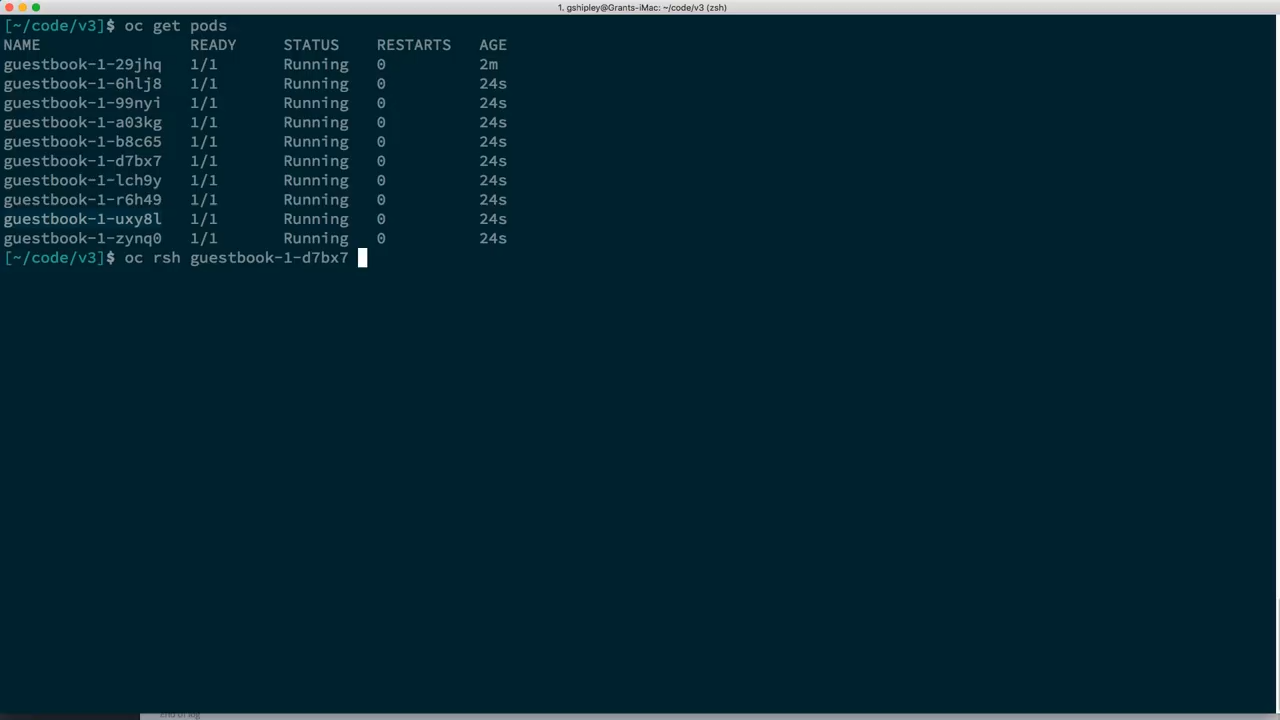 1. gshipley@Grants-iMac: ~/code/v3 (zsh)
[~/code/v3]$ oc get pods
NAME READY STATUS RESTARTS AGE
guestbook-1-29jhq 1/1 Running 0 2m
guestbook-1-6hlj8 1/1 Running 0 24s
guestbook-1-99nyi 1/1 Running 0 24s
guestbook-1-a03kg 1/1 Running 0 24s
guestbook-1-b8c65 1/1 Running 0 24s
guestbook-1-d7bx7 1/1 Running 0 24s
guestbook-1-lch9y 1/1 Running 0 24s
guestbook-1-r6h49 1/1 Running 0 24s
guestbook-1-uxy8l 1/1 Running 0 24s
guestbook-1-zynq0 1/1 Running 0 24s
[~/code/v3]$ oc rsh guestbook-1-d7bx7